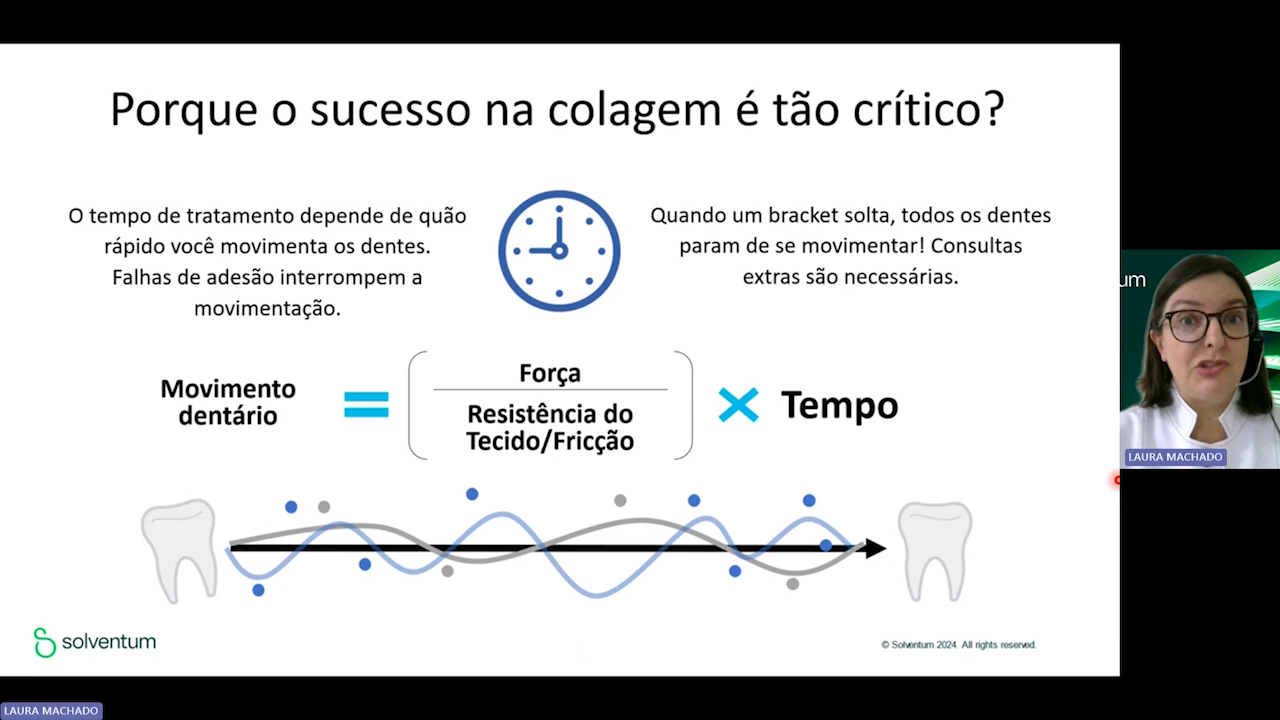 Porque o sucesso na colagem é tão crítico?
O tempo de tratamento depende de quão
rápido você movimenta os dentes.
Falhas de adesão interrompem a
movimentação.
Quando um bracket solta, todos os dentes
param de se movimentar! Consultas
extras são necessárias.
Movimento
dentário
=
Força
Resistência do
Tecido/Fricção
×
Tempo
solventum
© Solventum 2024. All rights reserved.
um
LAURA MACHADO
LAURA MACHADO